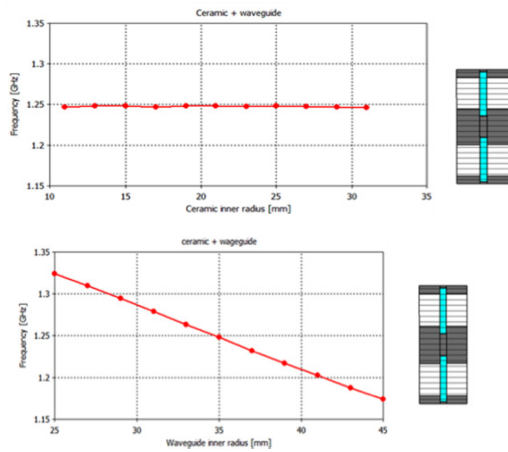 Ceramic + waveguide
1.35
1.3
1.25
1.2
1.15
Frequency [GHz]
10 15 20 25 30 35
Ceramic inner radius [mm]
ceramic + wageguide
1.35
1.3
1.25
1.2
1.15
Frequency [GHz]
25 30 35 40 45
Waveguide inner radius [mm]